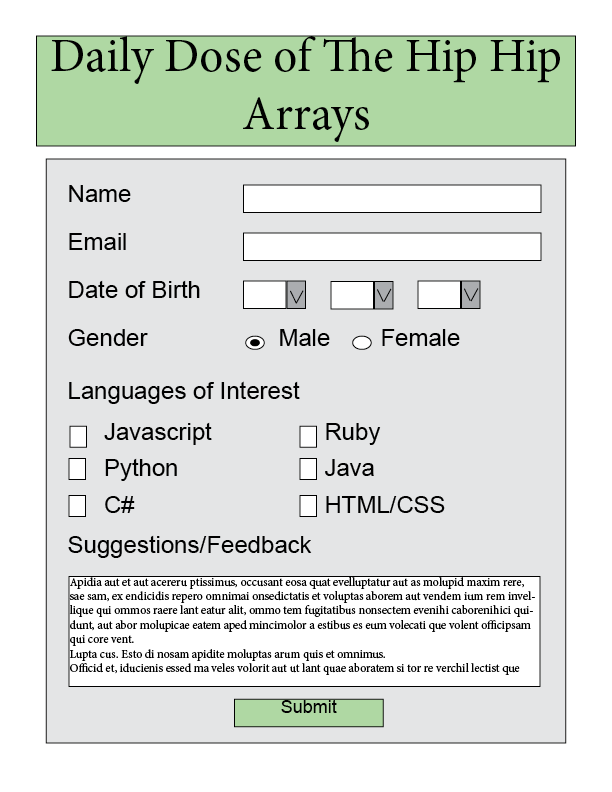 Daily Dose of The Hip Hip
Arrays
Name
Email
Date of Birth
Gender Male Female
Languages of Interest
Javascript Ruby
Python Java
C# HTML/CSS
Suggestions/Feedback
Apidia aut et aut acereru ptissimus, occusant eosa quat evelluptatur aut as molupid maxim rere,
sae sam, ex endicidis repero omnimai onsedictatis et voluptas aborem aut vendem ium rem invel-
lique qui ommos raere lant eatur alit, ommo tem fugitatibus nonsectem evenihi caborenihici qui-
dunt, aut abor molupicae eatem aped mincimolor a estibus es eum volecati que volent officipsam
qui core vent.
Lupta cus. Esto di nosam apidite moluptas arum quis et omnimus.
Officid et, iducienis essed ma veles volorit aut ut lant quae aboratem si tor re verchil lectist que
Submit